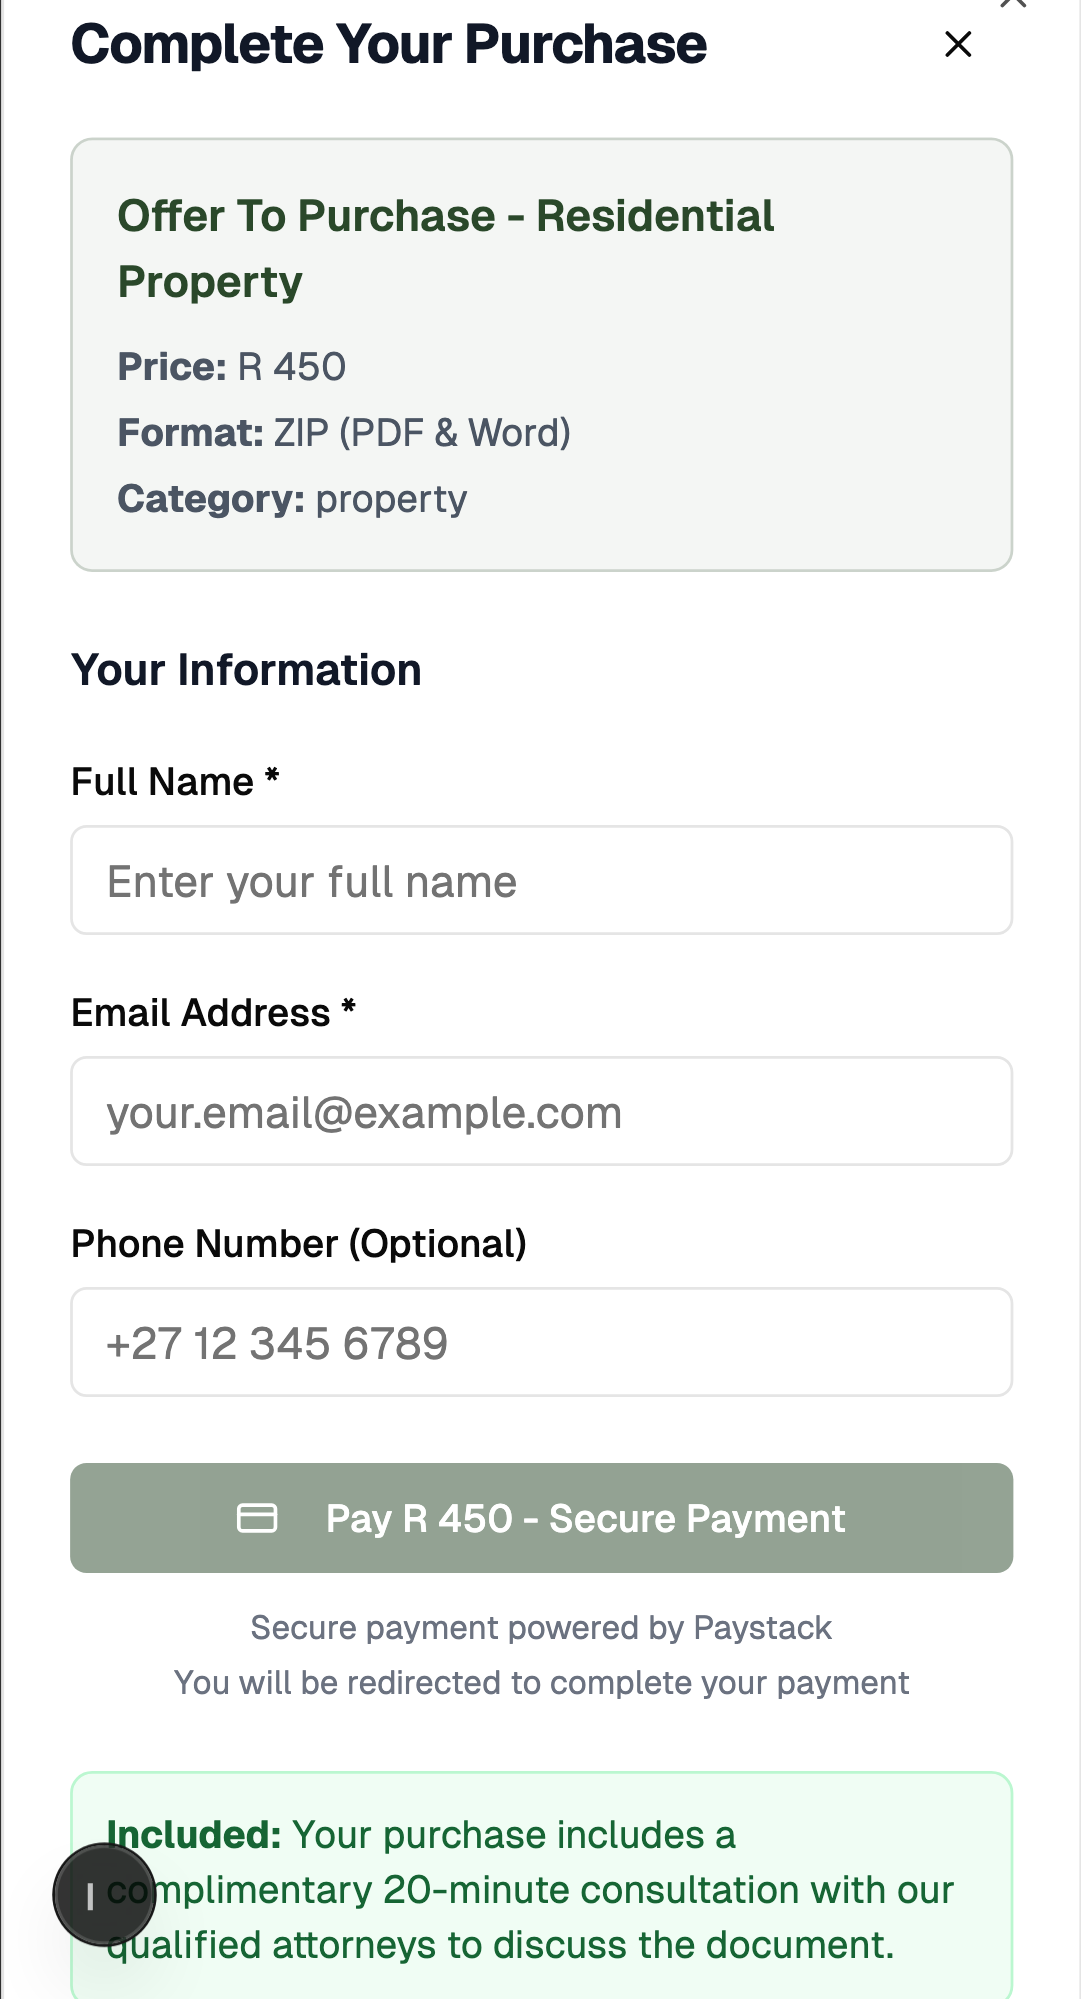 Complete Your Purchase
Offer To Purchase - Residential
Property
Price: R 450
Format: ZIP (PDF & Word)
Category: property
Your Information
Full Name *
Enter your full name
Email Address *
your.email@example.com
Phone Number (Optional)
+27 12 345 6789
Pay R 450 - Secure Payment
Secure payment powered by Paystack
You will be redirected to complete your payment
Included: Your purchase includes a
complimentary 20-minute consultation with our
qualified attorneys to discuss the document.